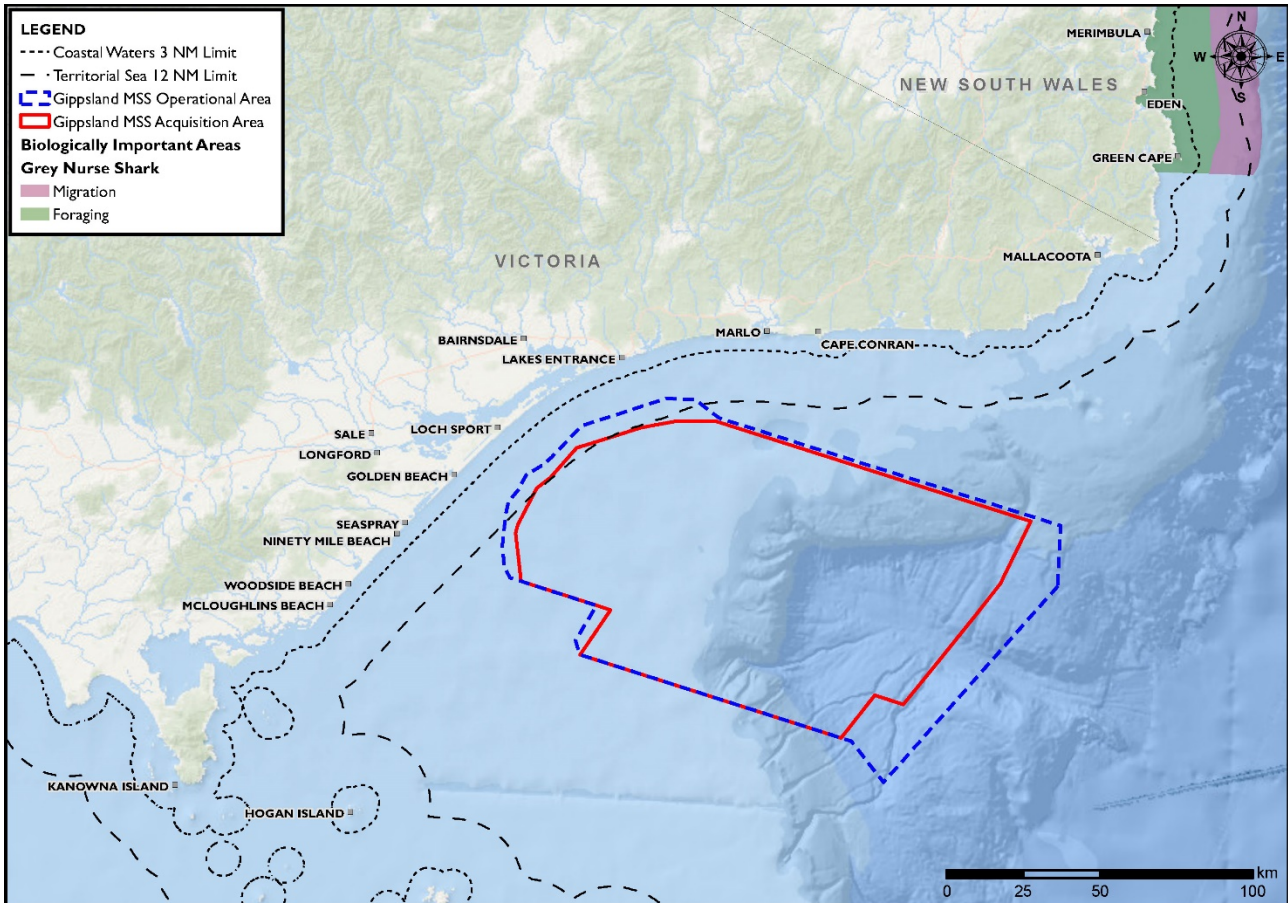 LEGEND
Coastal Waters 3 NM Limit
Territorial Sea 12 NM Limit
Gippsland MSS Operational Area
Gippsland MSS Acquisition Area
Biologically Important Areas
Grey Nurse Shark
Migration
Foraging
MERIMBULA
N
W
E
S
NEW SOUTH WALES
EDEN
GREEN CAPE
MALLACOOTA
VICTORIA
MARLO
CAPE.CONRAN
BAIRNSDALE
LAKES ENTRANCE
LOCH SPORT
SALE
LONGFORD
GOLDEN BEACH
SEASPRAY
NINETY MILE BEACH
WOODSIDE BEACH
MCLOUGHLINS BEACH
KANOWNA ISLAND
HOGAN ISLAND
km
0 25 50 100